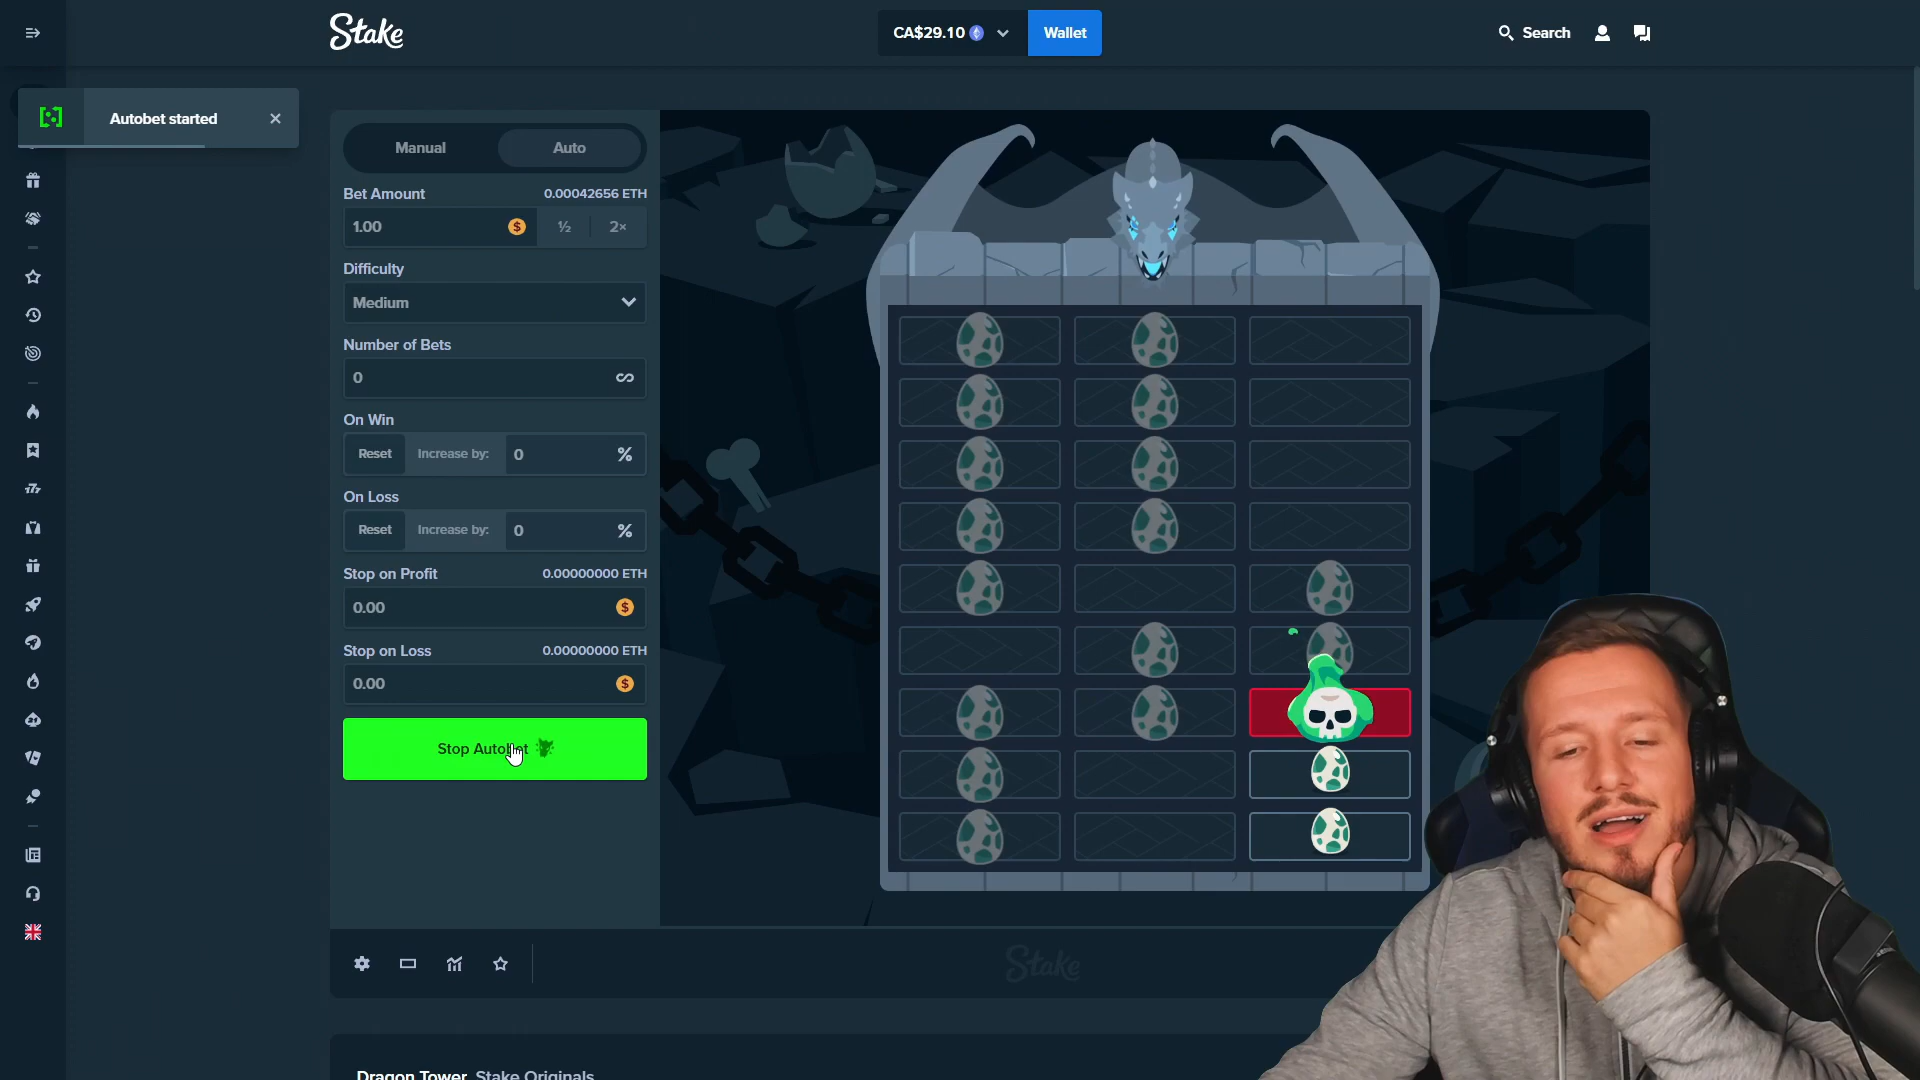 Stake
CA$29.10
Wallet
Search
Autobet started
Manual
Auto
Bet Amount
0.00042656 ETH
1.00
½
2×
Difficulty
Medium
Number of Bets
0
On Win
Reset
Increase by:
0
%
On Loss
Reset
Increase by:
0
%
Stop on Profit
0.00000000 ETH
0.00
Stop on Loss
0.00000000 ETH
0.00
Stop Autobet
Stake
Dragon Tower Stake Originals